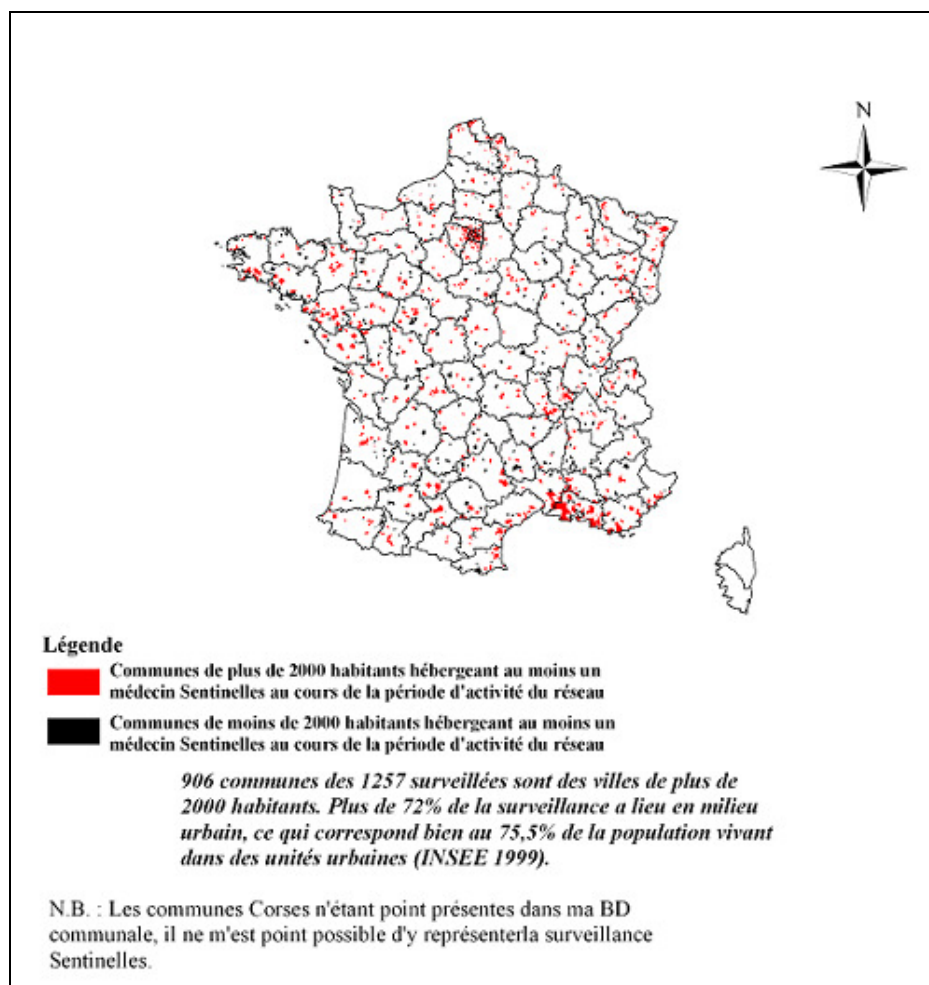 N
Légende
Communes de plus de 2000 habitants hébergeant au moins un
médecin Sentinelles au cours de la période d'activité du réseau
Communes de moins de 2000 habitants hébergeant au moins un
médecin Sentinelles au cours de la période d'activité du réseau
906 communes des 1257 surveillées sont des villes de plus de
2000 habitants. Plus de 72% de la surveillance a lieu en milieu
urbain, ce qui correspond bien au 75,5% de la population vivant
dans des unités urbaines (INSEE 1999).
N.B. : Les communes Corses n'étant point présentes dans ma BD
communale, il ne m'est point possible d'y représenterla surveillance
Sentinelles.